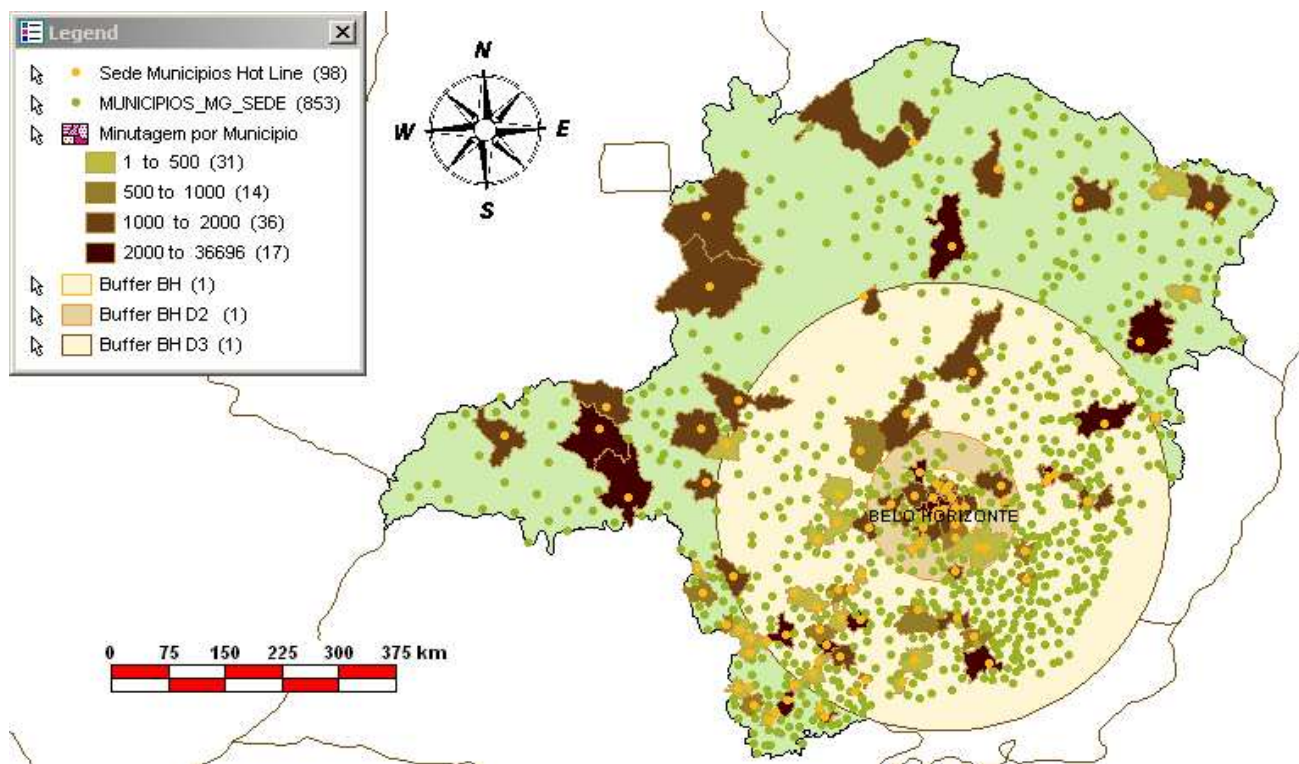 Legend
Sede Municipios Hot Line (98)
MUNICIPIOS_MG_SEDE (853)
Minutagem por Municipio
1 to 500 (31)
500 to 1000 (14)
1000 to 2000 (36)
2000 to 36696 (17)
Buffer BH (1)
Buffer BH D2 (1)
Buffer BH D3 (1)
N
W E
S
BELO HORIZONTE
0 75 150 225 300 375 km